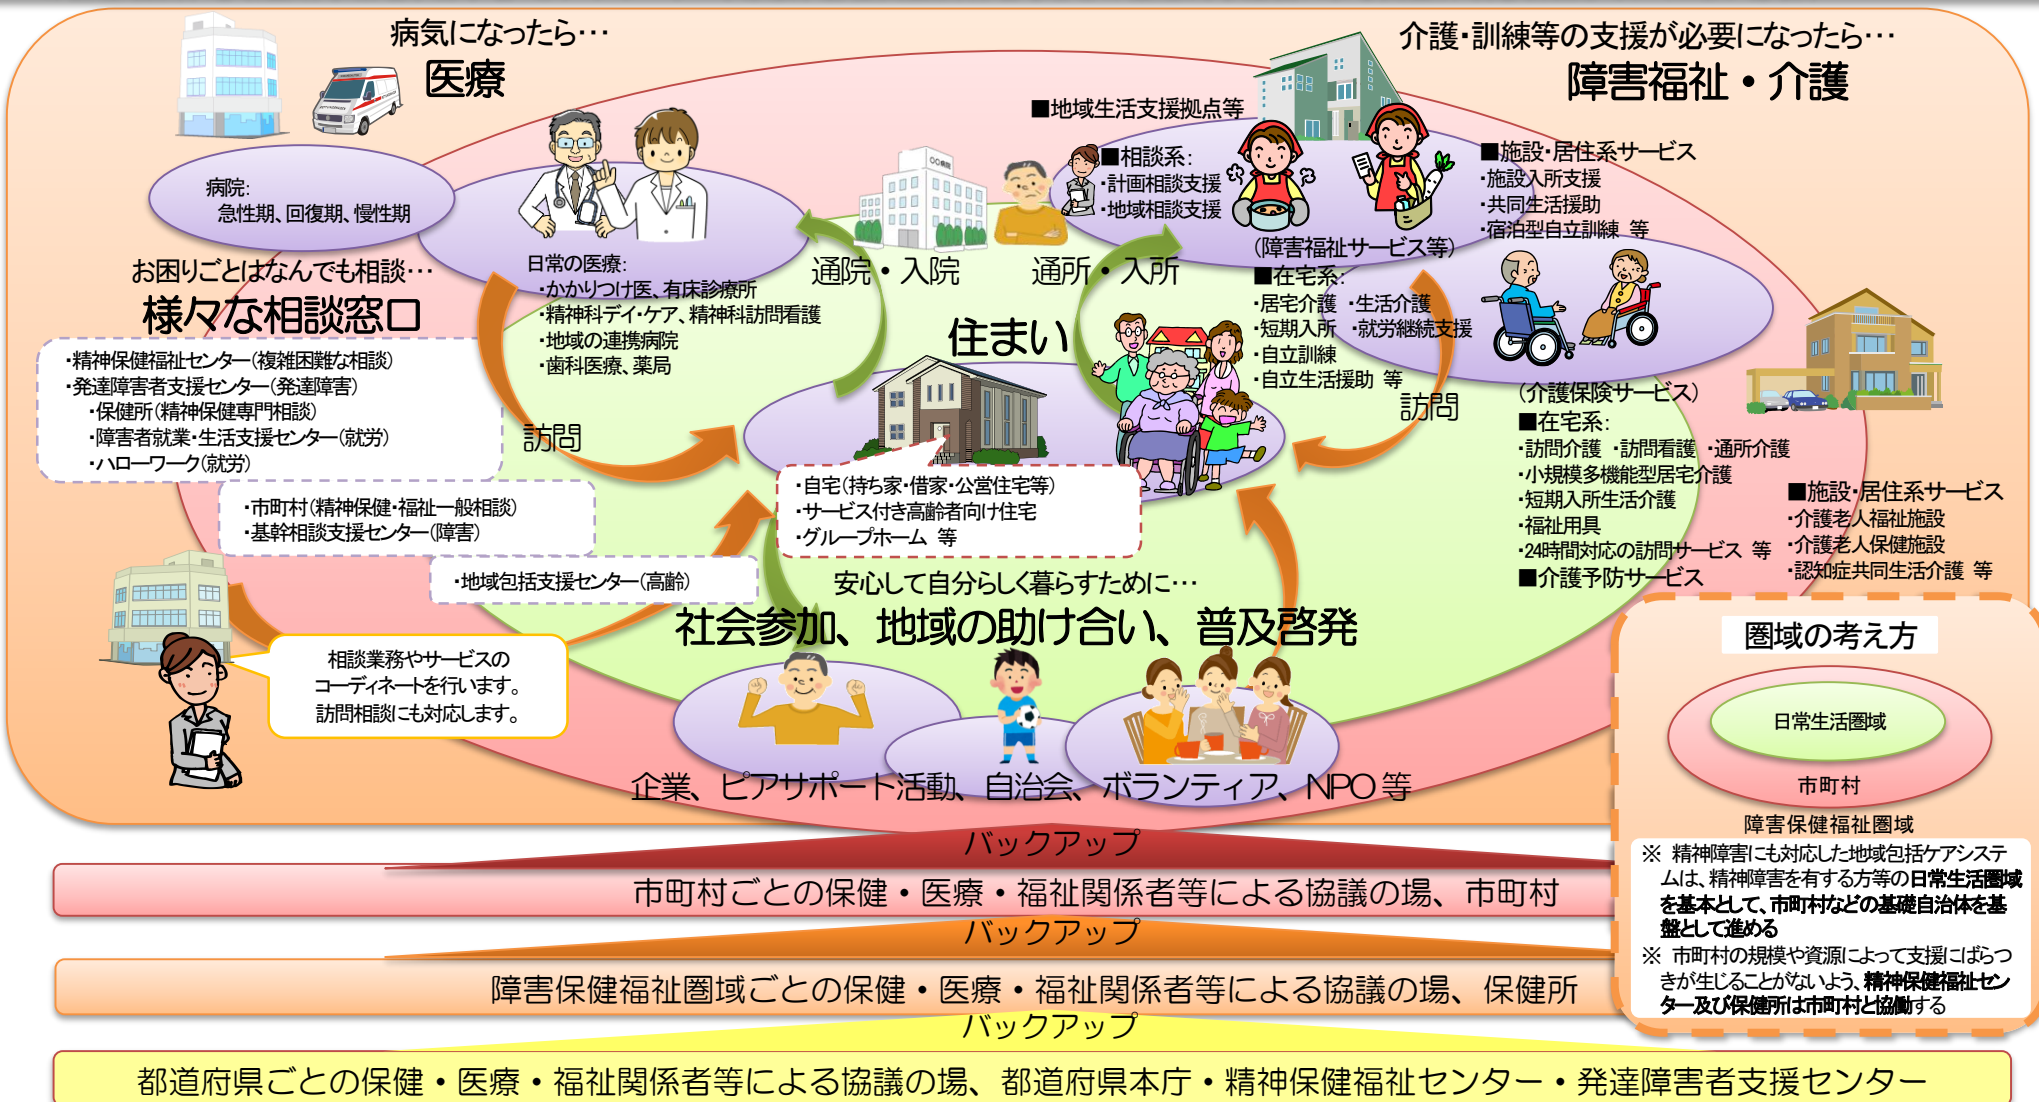 病気になったら…
医療
介護・訓練等の支援が必要になったら…
障害福祉・介護
病院:
急性期、回復期、慢性期
日常の医療:
・かかりつけ医、有床診療所
・精神科デイ・ケア、精神科訪問看護
・地域の連携病院
・歯科医療、薬局
○○病院
通院・入院
通所・入所
■地域生活支援拠点等
■相談系:
・計画相談支援
・地域相談支援
(障害福祉サービス等)
■在宅系:
・居宅介護 ・生活介護
・短期入所 ・就労継続支援
・自立訓練
・自立生活援助 等
■施設・居住系サービス
・施設入所支援
・共同生活援助
・宿泊型自立訓練 等
訪問
(介護保険サービス)
■在宅系:
・訪問介護 ・訪問看護 ・通所介護
・小規模多機能型居宅介護
・短期入所生活介護
・福祉用具
・24時間対応の訪問サービス 等
■介護予防サービス
■施設・居住系サービス
・介護老人福祉施設
・介護老人保健施設
・認知症共同生活介護 等
お困りごとはなんでも相談…
様々な相談窓口
・精神保健福祉センター(複雑困難な相談)
・発達障害者支援センター(発達障害)
・保健所(精神保健専門相談)
・障害者就業・生活支援センター(就労)
・ハローワーク(就労)
・市町村(精神保健・福祉一般相談)
・基幹相談支援センター(障害)
・地域包括支援センター(高齢)
訪問
住まい
・自宅(持ち家・借家・公営住宅等)
・サービス付き高齢者向け住宅
・グループホーム 等
相談業務やサービスの
コーディネートを行います。
訪問相談にも対応します。
安心して自分らしく暮らすために…
社会参加、地域の助け合い、普及啓発
企業、ピアサポート活動、自治会、ボランティア、NPO 等
バックアップ
市町村ごとの保健・医療・福祉関係者等による協議の場、市町村
バックアップ
障害保健福祉圏域ごとの保健・医療・福祉関係者等による協議の場、保健所
バックアップ
都道府県ごとの保健・医療・福祉関係者等による協議の場、都道府県本庁・精神保健福祉センター・発達障害者支援センター
圏域の考え方
日常生活圏域
市町村
障害保健福祉圏域
※ 精神障害にも対応した地域包括ケアシステ
ムは、精神障害を有する方等の日常生活圏域
を基本として、市町村などの基礎自治体を基
盤として進める
※ 市町村の規模や資源によって支援にばらつ
きが生じることがないよう、精神保健福祉セン
ター及び保健所は市町村と協働する